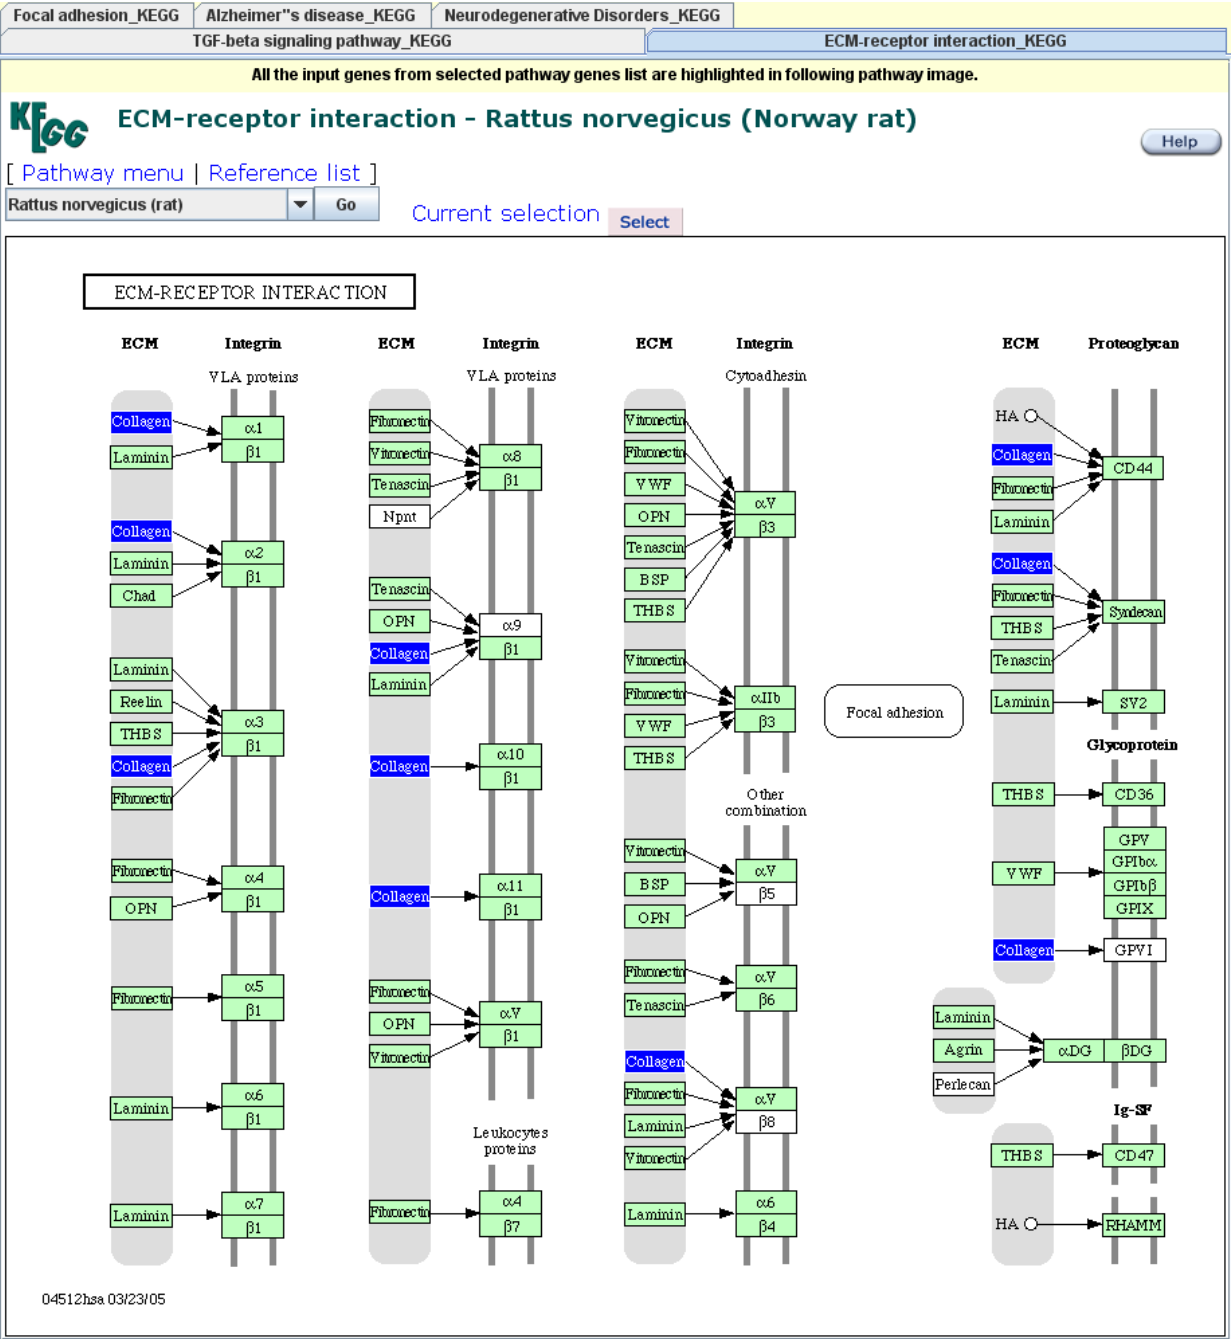 Focal adhesion_KEGG
Alzheimer"s disease_KEGG
Neurodegenerative Disorders_KEGG
TGF-beta signaling pathway_KEGG
ECM-receptor interaction_KEGG
All the input genes from selected pathway genes list are highlighted in following pathway image.
KEGG
ECM-receptor interaction - Rattus norvegicus (Norway rat)
Help
[ Pathway menu | Reference list ]
Rattus norvegicus (rat)
Go
Current selection
Select
ECM-RECEPTOR INTERACTION
ECM
Integrin
VLA proteins
Collagen
Laminin
α1
β1
Collagen
Laminin
Chad
α2
β1
Laminin
Reelin
THBS
Collagen
Fibronectin
α3
β1
Fibronectin
OPN
α4
β1
Fibronectin
α5
β1
Laminin
α6
β1
Laminin
α7
β1
ECM
Integrin
VLA proteins
Fibronectin
Vitronectin
Tenascin
Npnt
α8
β1
Tenascin
OPN
Collagen
Laminin
α9
β1
Collagen
α10
β1
Collagen
α11
β1
Fibronectin
OPN
Vitronectin
αV
β1
Leukocytes
proteins
Fibronectin
α4
β7
ECM
Integrin
Cytoadhesin
Vitronectin
Fibronectin
VWF
OPN
Tenascin
BSP
THBS
αV
β3
Vitronectin
Fibronectin
VWF
THBS
αIIb
β3
Other
combination
Vitronectin
BSP
OPN
αV
β5
Fibronectin
Tenascin
αV
β6
Collagen
Fibronectin
Laminin
Vitronectin
αV
β8
Laminin
α6
β4
Focal adhesion
ECM
Proteoglycan
HA
Collagen
Fibronectin
Laminin
CD44
Collagen
Fibronectin
THBS
Tenascin
Syndecan
Laminin
SV2
Glycoprotein
THBS
CD36
VWF
GPV
GPIbα
GPIbβ
GPIX
Collagen
GPVI
Laminin
Agrin
Perlecan
αDG
βDG
Ig-SF
THBS
CD47
HA
RHAMM
04512hsa 03/23/05